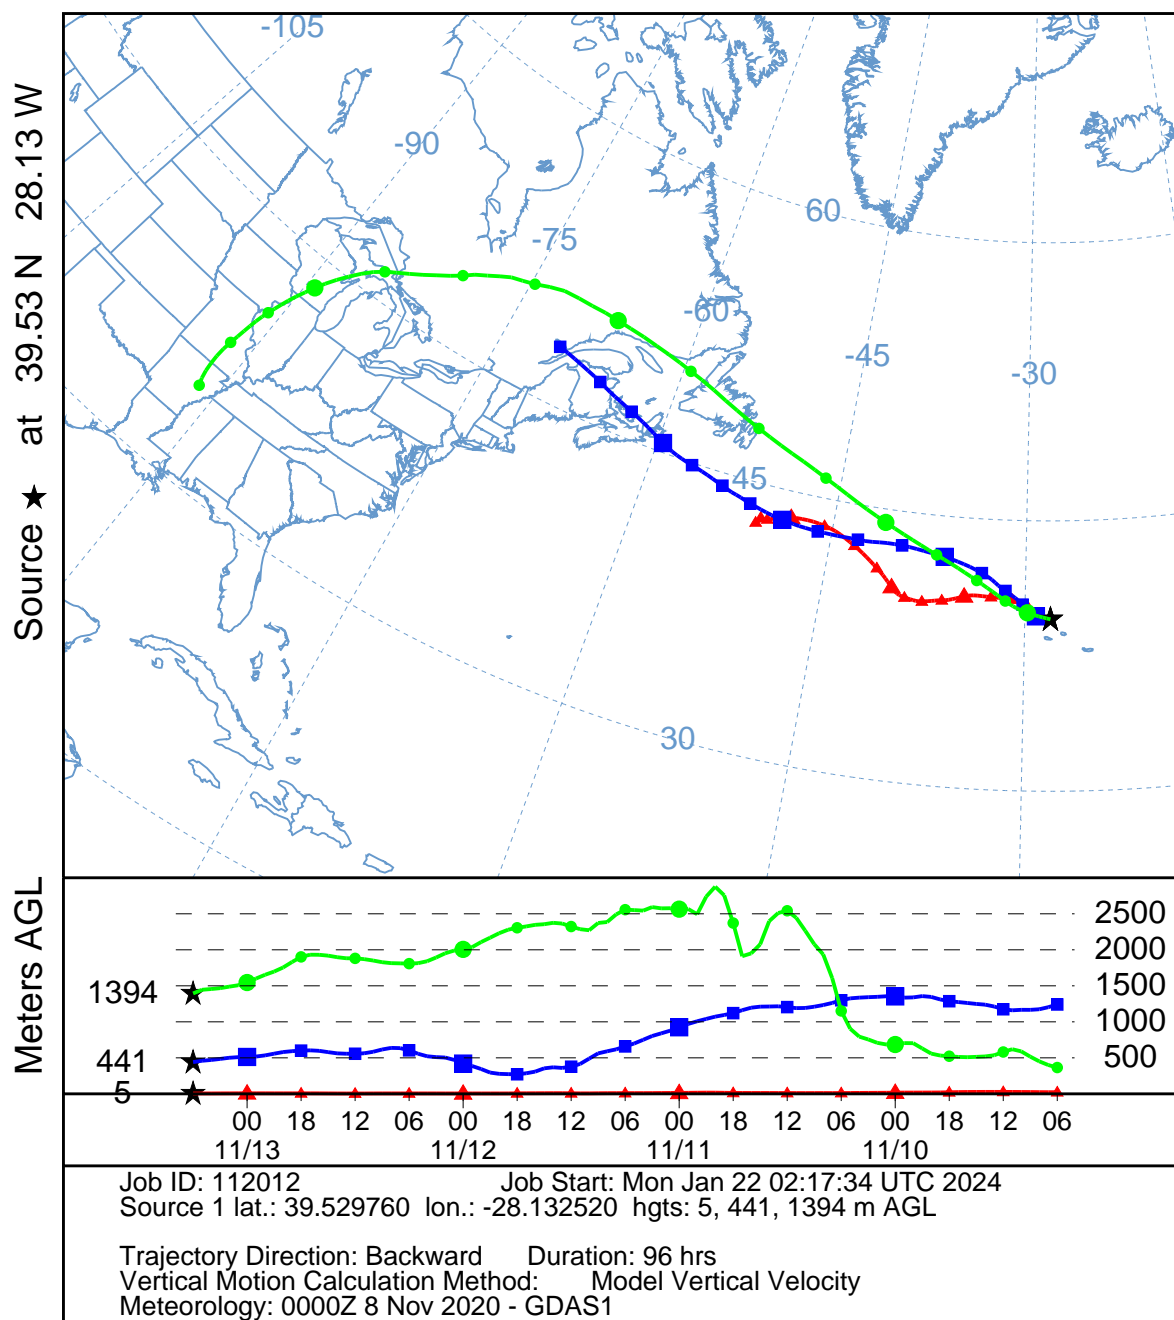 Source ★ at 39.53 N 28.13 W
-105
-90
-75
60
-60
-45
-30
45
30
Meters AGL
2500
2000
1500
1000
500
1394
441
5
00 18 12 06 00 18 12 06 00 18 12 06 00 18 12 06
11/13 11/12 11/11 11/10
Job ID: 112012 Job Start: Mon Jan 22 02:17:34 UTC 2024
Source 1 lat.: 39.529760 lon.: -28.132520 hgts: 5, 441, 1394 m AGL
Trajectory Direction: Backward Duration: 96 hrs
Vertical Motion Calculation Method: Model Vertical Velocity
Meteorology: 0000Z 8 Nov 2020 - GDAS1